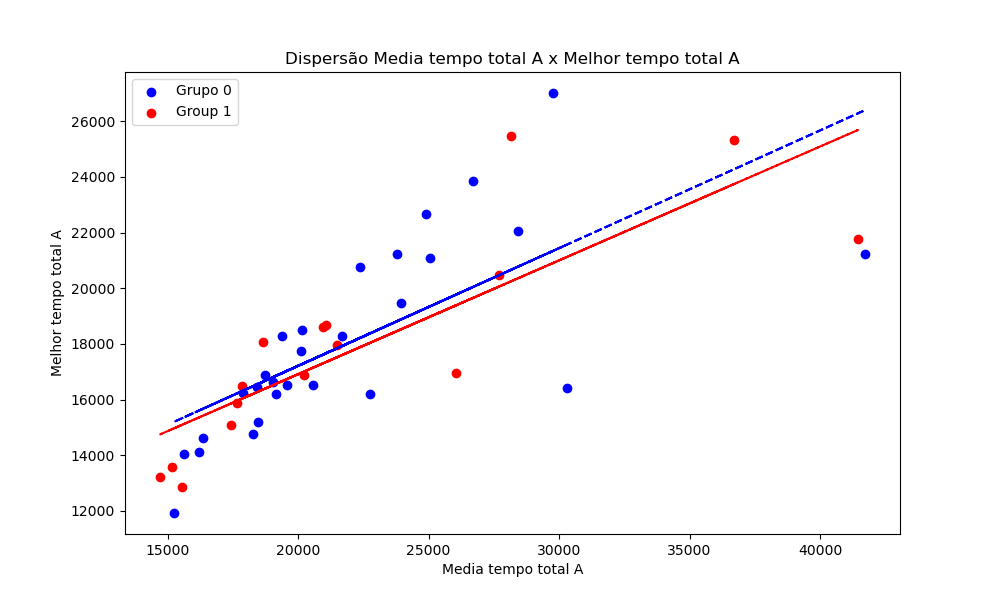 Dispersão Media tempo total A x Melhor tempo total A
Grupo 0
Group 1
26000
24000
22000
20000
18000
16000
14000
12000
Melhor tempo total A
15000 20000 25000 30000 35000 40000
Media tempo total A